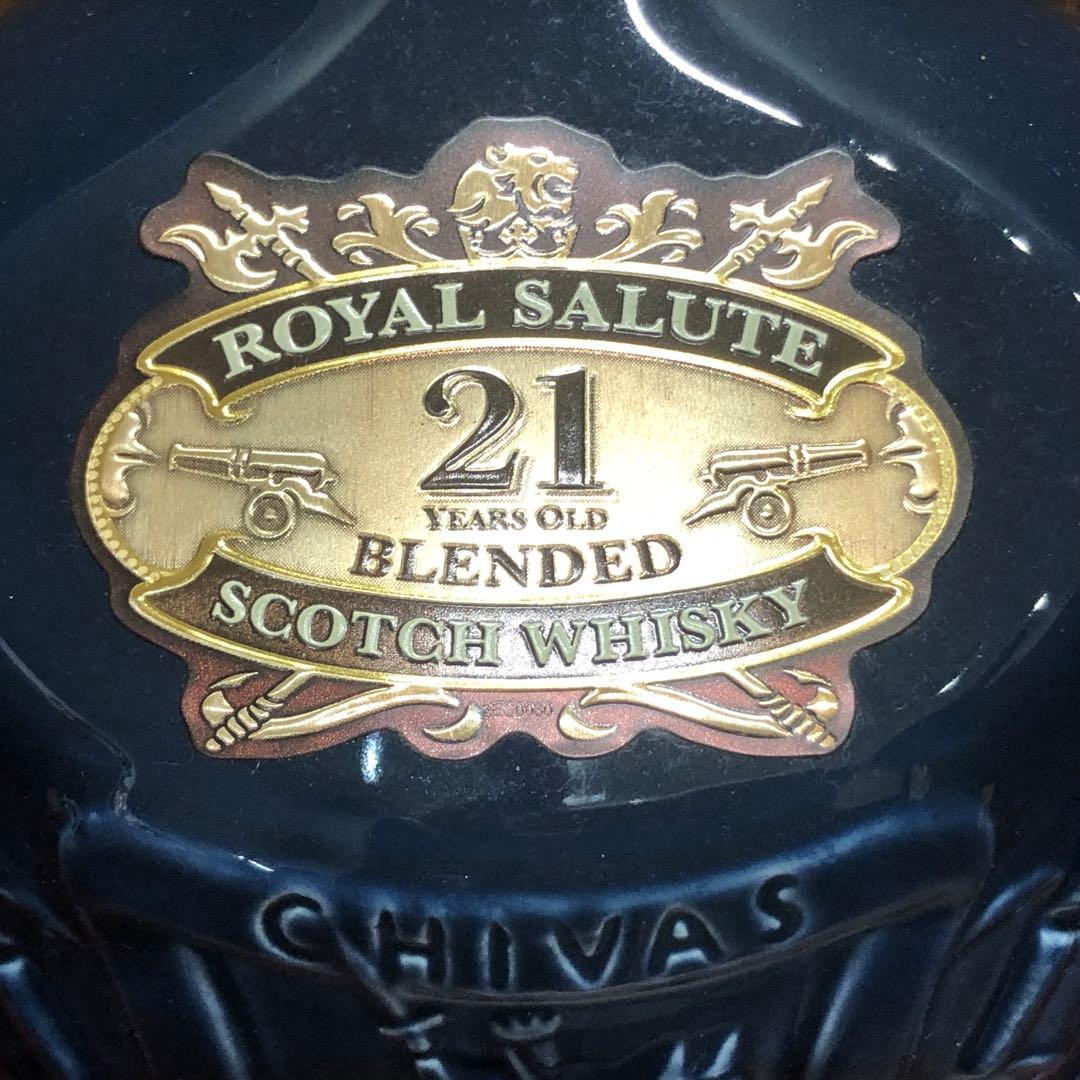 ROYAL SALUTE
21
YEARS OLD
BLENDED
SCOTCH WHISKY
CHIVAS